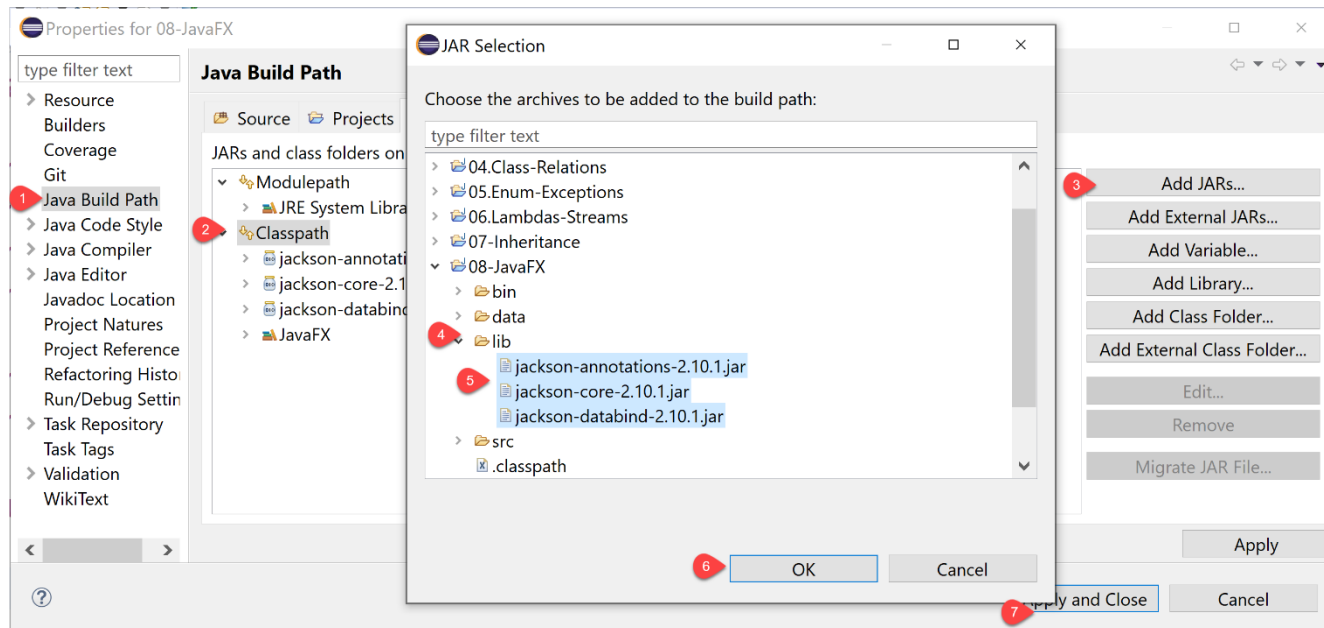 Properties for 08-JavaFX
type filter text
Resource
Builders
Coverage
Git
1
Java Build Path
Java Code Style
Java Compiler
Java Editor
Javadoc Location
Project Natures
Project Reference
Refactoring Histo
Run/Debug Settin
Task Repository
Task Tags
Validation
WikiText
Java Build Path
Source
Projects
JARs and class folders on
Modulepath
JRE System Libra
2
Classpath
jackson-annotati
jackson-core-2.1
jackson-databind
JavaFX
JAR Selection
Choose the archives to be added to the build path:
type filter text
04.Class-Relations
05.Enum-Exceptions
06.Lambdas-Streams
07-Inheritance
08-JavaFX
bin
data
4
lib
jackson-annotations-2.10.1.jar
5
jackson-core-2.10.1.jar
jackson-databind-2.10.1.jar
src
.classpath
6
OK
Cancel
3
Add JARs...
Add External JARs...
Add Variable...
Add Library...
Add Class Folder...
Add External Class Folder...
Edit...
Remove
Migrate JAR File...
Apply
7
pply and Close
Cancel
?